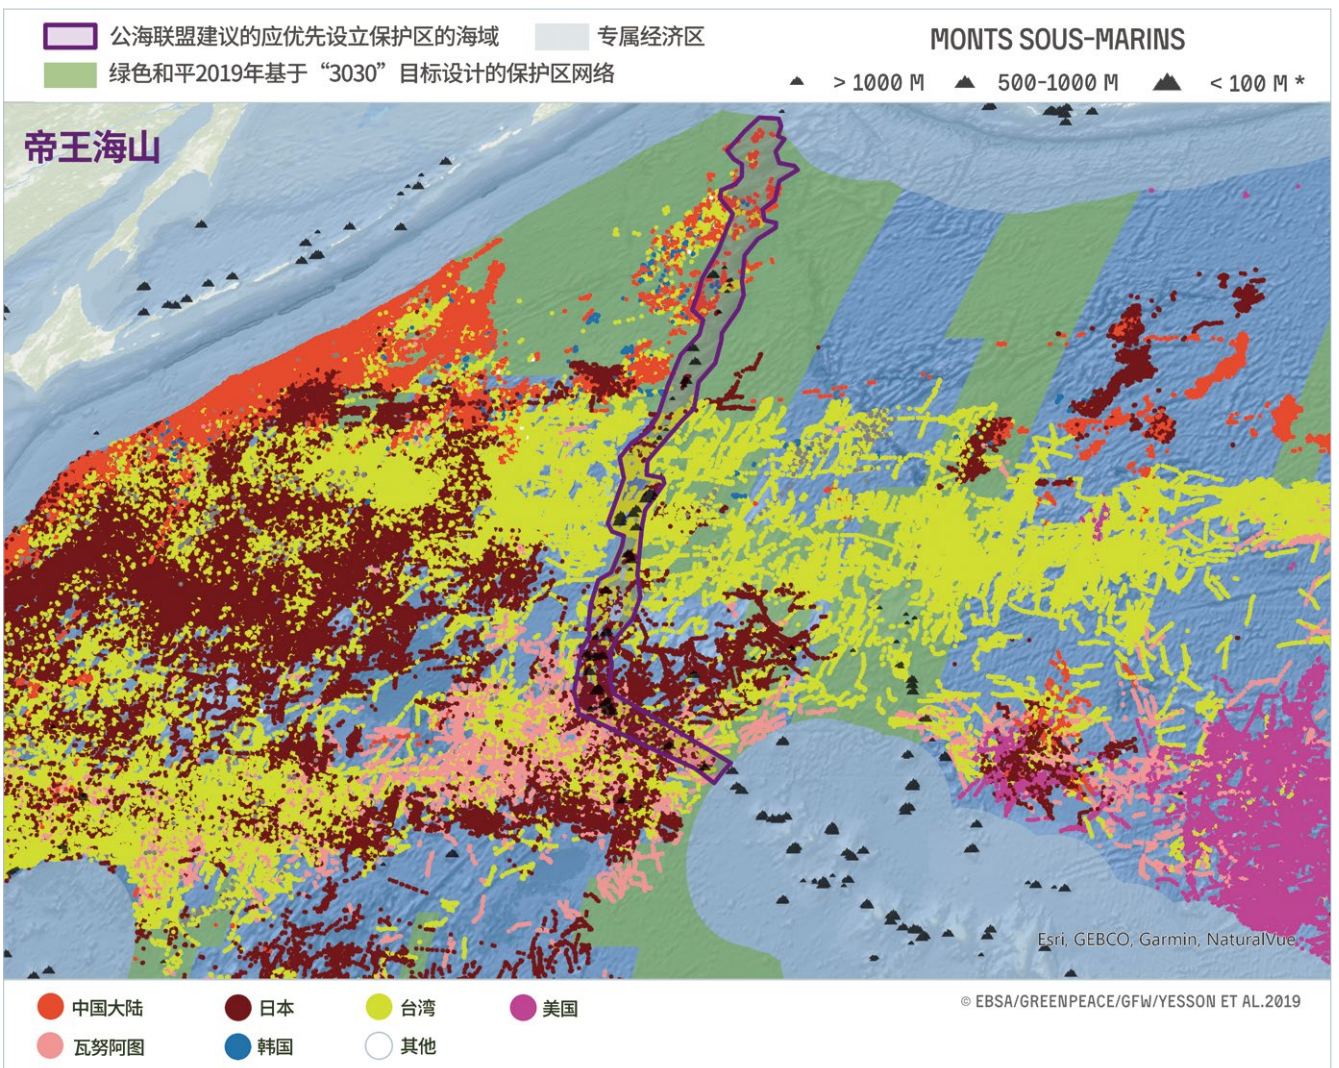 公海联盟建议的应优先设立保护区的海域 专属经济区
绿色和平2019年基于“3030”目标设计的保护区网络
MONTS SOUS-MARINS
> 1000 M 500-1000 M < 100 M *
帝王海山
Esri, GEBCO, Garmin, NaturalVue
中国大陆 日本 台湾 美国
瓦努阿图 韩国 其他
© EBSA/GREENPEACE/GFW/YESSON ET AL.2019